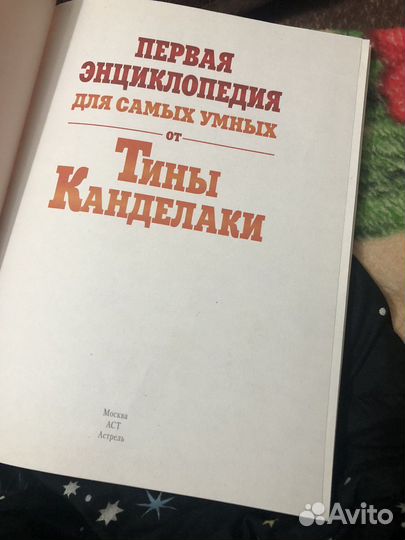 ПЕРВАЯ
ЭНЦИКЛОПЕДИЯ
ДЛЯ САМЫХ УМНЫХ
ОТ
ТИНЫ
КАНДЕЛАКИ
Москва
АСТ
Астрель
Avito